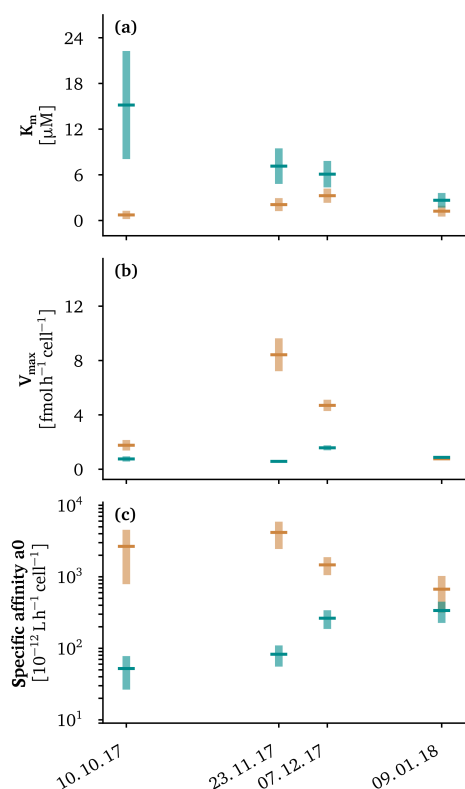 (a)
K_m
[μM]
24
18
12
6
0
(b)
V_max
[fmol h⁻¹ cell⁻¹]
12
8
4
0
(c)
Specific affinity a0
[10⁻¹² L h⁻¹ cell⁻¹]
10⁴
10³
10²
10¹
10. 10. 17
23. 11. 17
07. 12. 17
09. 01. 18